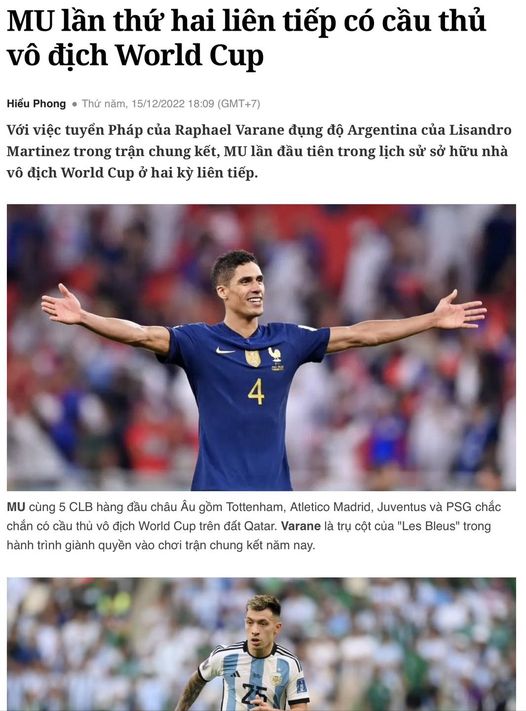 MU lần thứ hai liên tiếp có cầu thủ
vô địch World Cup
Hiểu Phong • Thứ năm, 15/12/2022 18:09 (GMT+7)
Với việc tuyển Pháp của Raphael Varane đụng độ Argentina của Lisandro
Martinez trong trận chung kết, MU lần đầu tiên trong lịch sử sở hữu nhà
vô địch World Cup ở hai kỳ liên tiếp.
4
MU cùng 5 CLB hàng đầu châu Âu gồm Tottenham, Atletico Madrid, Juventus và PSG chắc
chắn có cầu thủ vô địch World Cup trên đất Qatar. Varane là trụ cột của "Les Bleus" trong
hành trình giành quyền vào chơi trận chung kết năm nay.
25